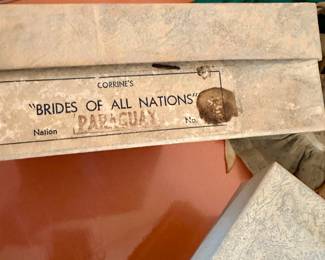 CORRINE'S
"BRIDES OF ALL NATIONS"
Nation PARAGUAY No.